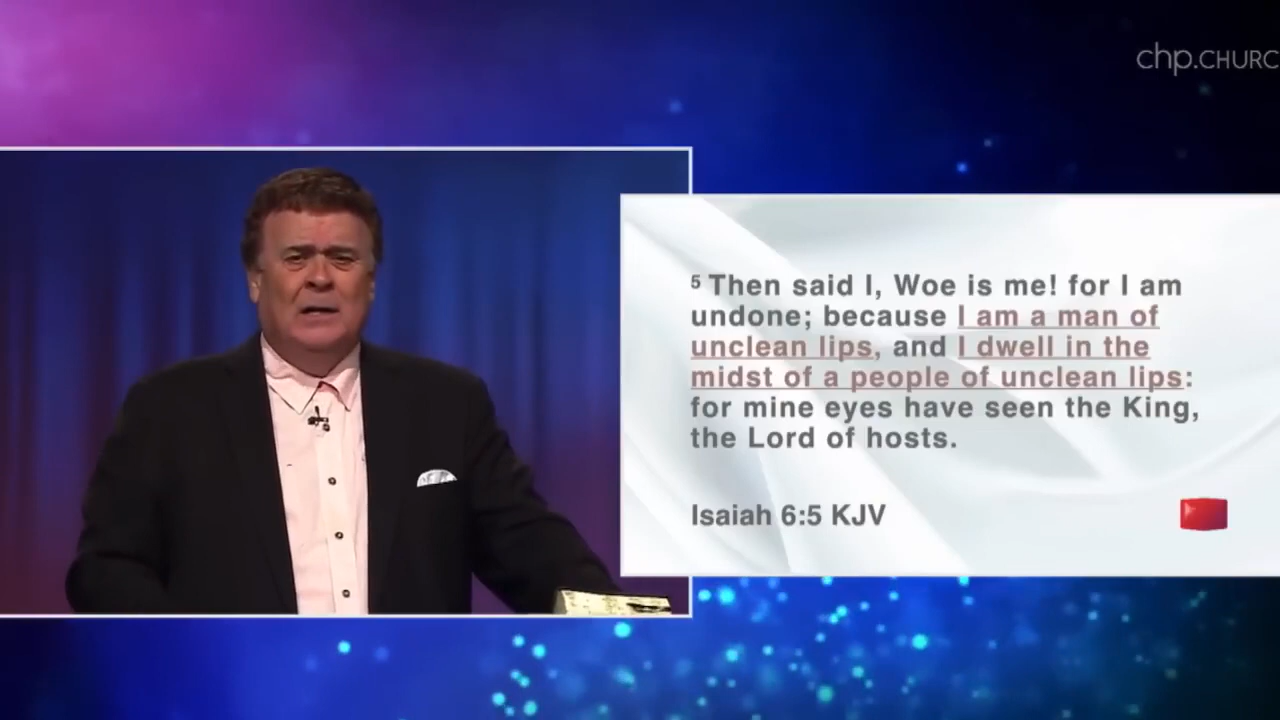 chp.CHURC
5 Then said I, Woe is me! for I am
undone; because I am a man of
unclean lips, and I dwell in the
midst of a people of unclean lips:
for mine eyes have seen the King,
the Lord of hosts.
Isaiah 6:5 KJV